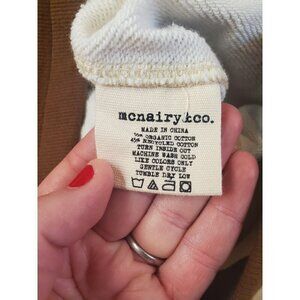 mcnairy&co.
MADE IN CHINA
55% ORGANIC COTTON
45% RECYCLED COTTON
TURN INSIDE OUT
MACHINE WASH COLD
LIKE COLORS ONLY
GENTLE CYCLE
TUMBLE DRY LOW